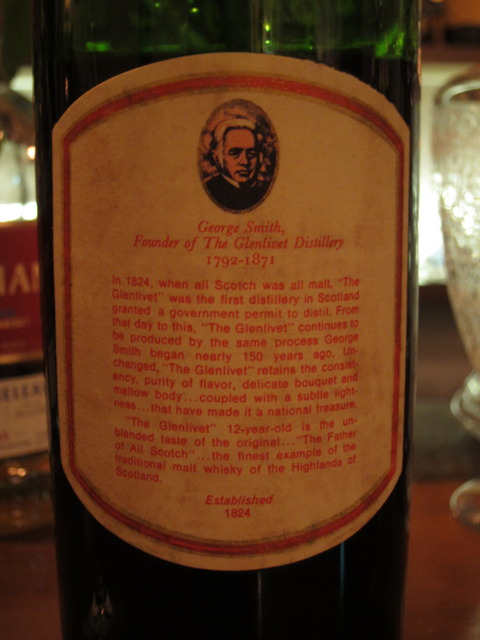 George Smith,
Founder of The Glenlivet Distillery
1792-1871
In 1824, when all Scotch was all malt, "The
Glenlivet" was the first distillery in Scotland
granted a government permit to distil. From
that day to this, "The Glenlivet" continues to
be produced by the same process George
Smith began nearly 150 years ago. Un-
changed, "The Glenlivet" retains the consist-
ency, purity of flavor, delicate bouquet and
mellow body...coupled with a subtle light-
ness...that have made it a national treasure.
"The Glenlivet" 12-year-old is the un-
blended taste of the original..."The Father
of All Scotch"...the finest example of the
traditional malt whisky of the Highlands of
Scotland.
Established
1824